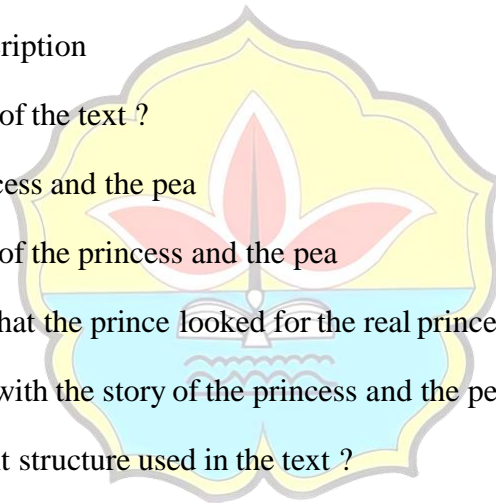 ription
of the text ?
cess and the pea
of the princess and the pea
hat the prince looked for the real prince
with the story of the princess and the pe
t structure used in the text ?